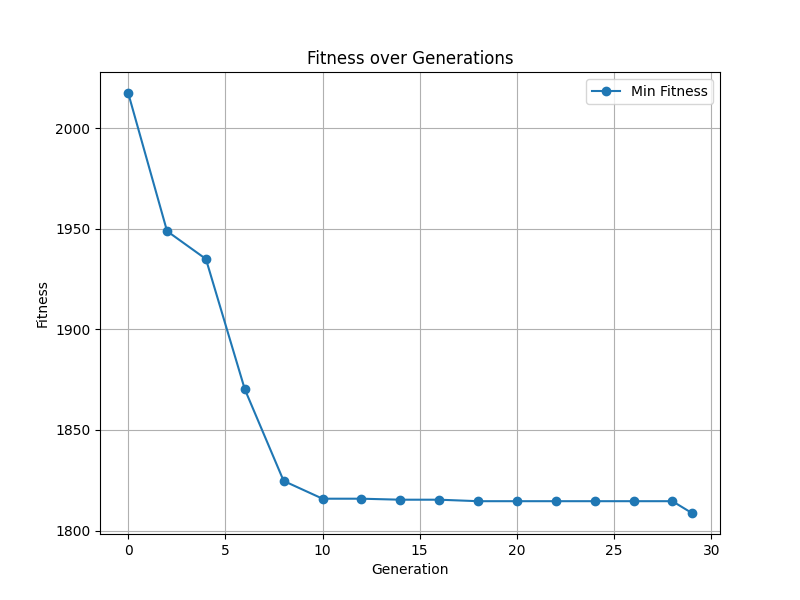 Fitness over Generations
Min Fitness
2000
1950
1900
1850
1800
Fitness
0 5 10 15 20 25 30
Generation